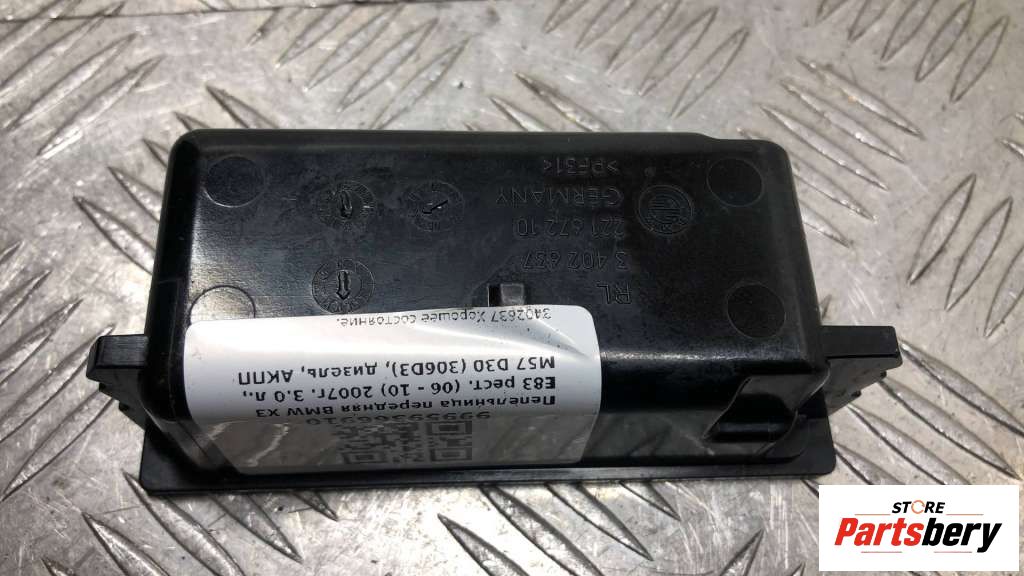 RL
3 402 637
221 672 10
GERMANY
>PF31<
Пепельница передняя BMW X3
E83 рест. (06 - 10) 2007г. 3.0 л.,
M57 D30 (306D3), дизель, АКПП
3402637 Хорошее состояние.
STORE
Partsbery